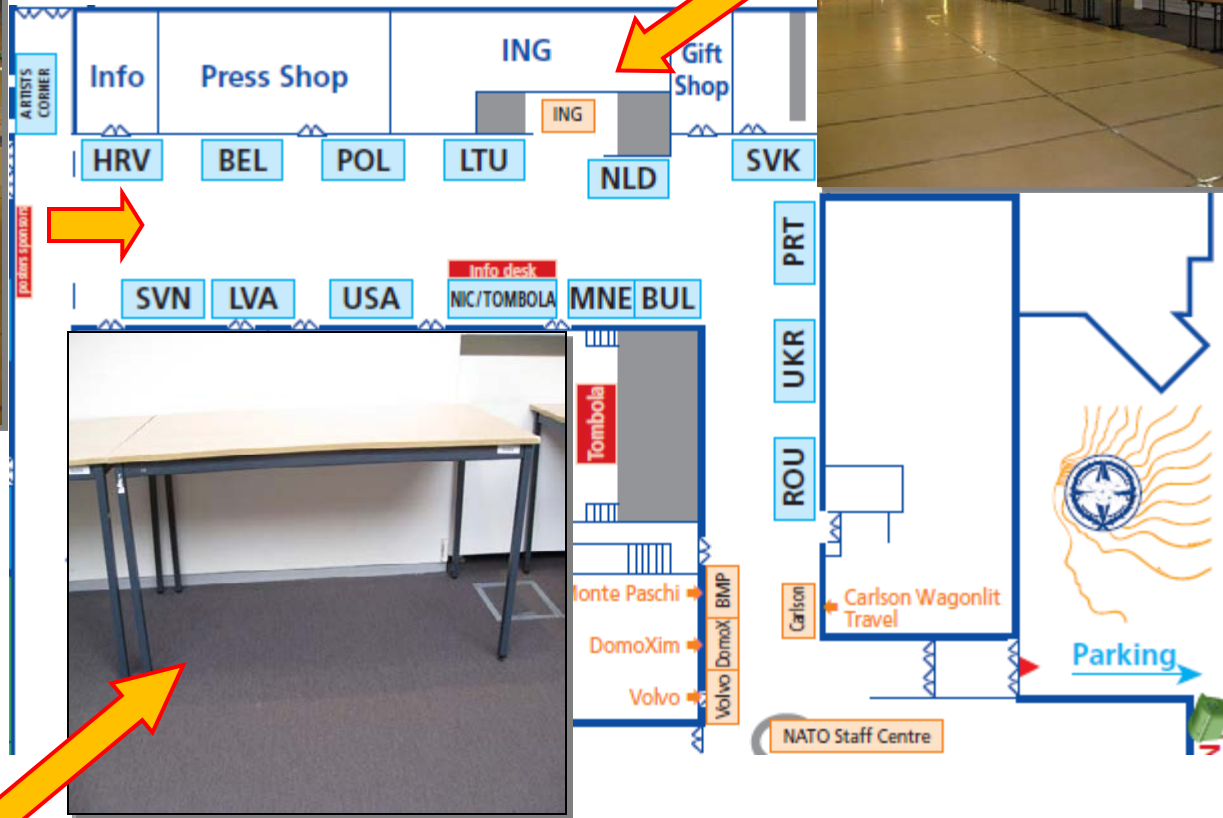 ARTISTS
CORNER
Info
Press Shop
ING
Gift
Shop
ING
HRV
BEL
POL
LTU
NLD
SVK
posters sponsors
PRT
Info desk
SVN
LVA
USA
NIC/TOMBOLA
MNE
BUL
UKR
Tombola
ROU
Monte Paschi
BMP
Carlson
Carlson Wagonlit
Travel
DomoXim
DomoX
Volvo
Volvo
Parking
NATO Staff Centre